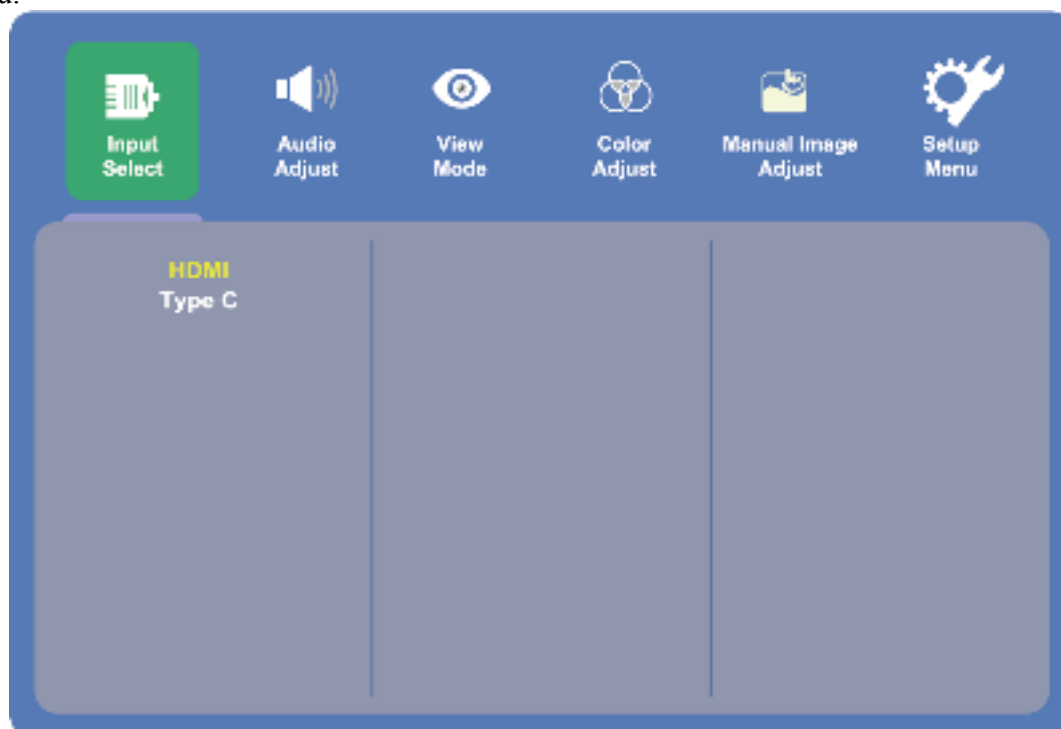 a.
Input
Select
Audio
Adjust
View
Mode
Color
Adjust
Manual Image
Adjust
Setup
Menu
HDMI
Type C